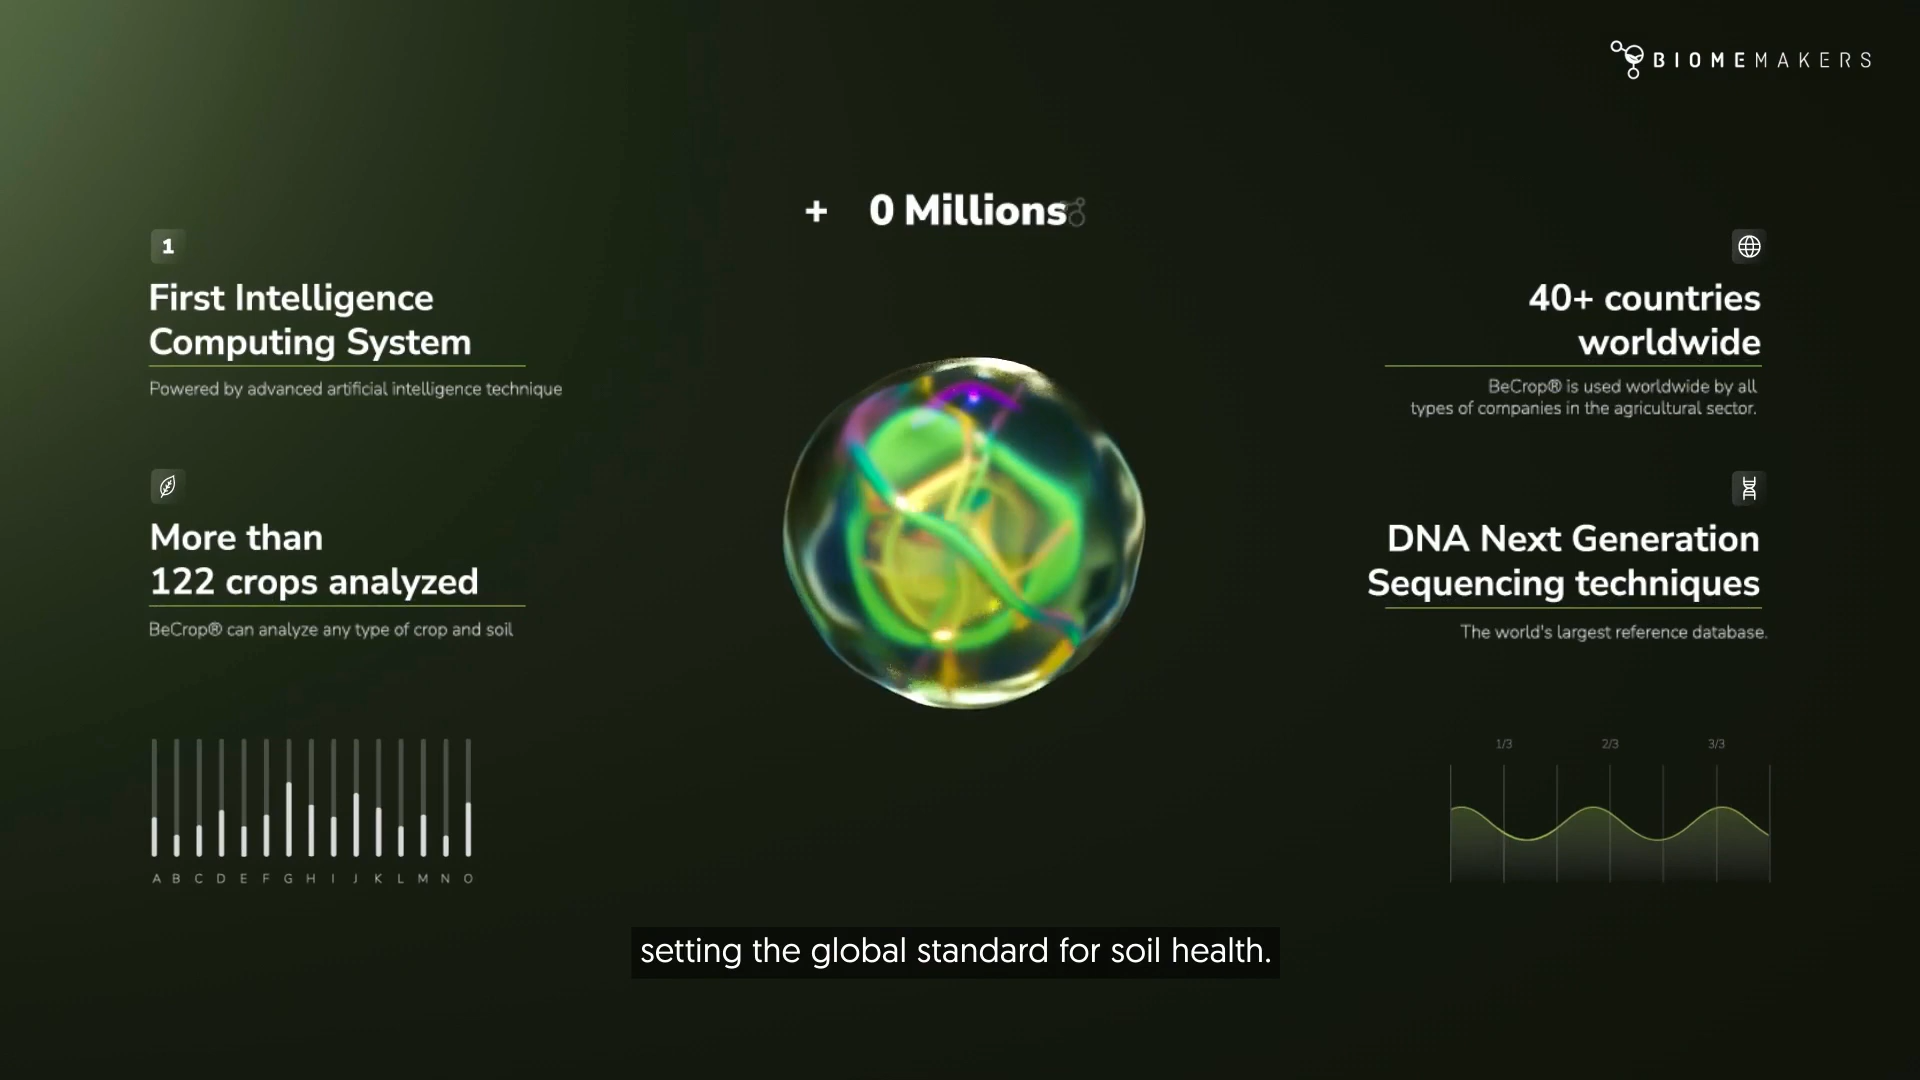 BIOMEMAKERS
+ 0 Millions
1
First Intelligence
Computing System
Powered by advanced artificial intelligence technique
More than
122 crops analyzed
BeCrop® can analyze any type of crop and soil
A B C D E F G H I J K L M N O
40+ countries
worldwide
BeCrop® is used worldwide by all
types of companies in the agricultural sector.
DNA Next Generation
Sequencing techniques
The world's largest reference database.
1/3 2/3 3/3
setting the global standard for soil health.